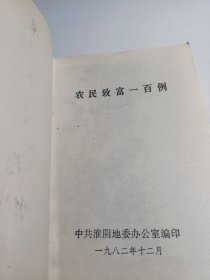 农民致富一百例
中共淮阴地委办公室编印
一九八二年十二月